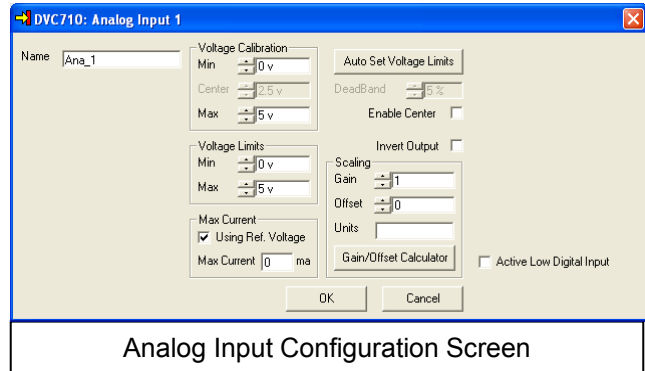 DVC710: Analog Input 1
Name Ana_1
Voltage Calibration
Min 0 v
Center 2.5 v
Max 5 v
Auto Set Voltage Limits
DeadBand 5 %
Enable Center
Invert Output
Voltage Limits
Min 0 v
Max 5 v
Scaling
Gain 1
Offset 0
Units
Gain/Offset Calculator
Max Current
Using Ref. Voltage
Max Current 0 ma
Active Low Digital Input
OK Cancel
Analog Input Configuration Screen